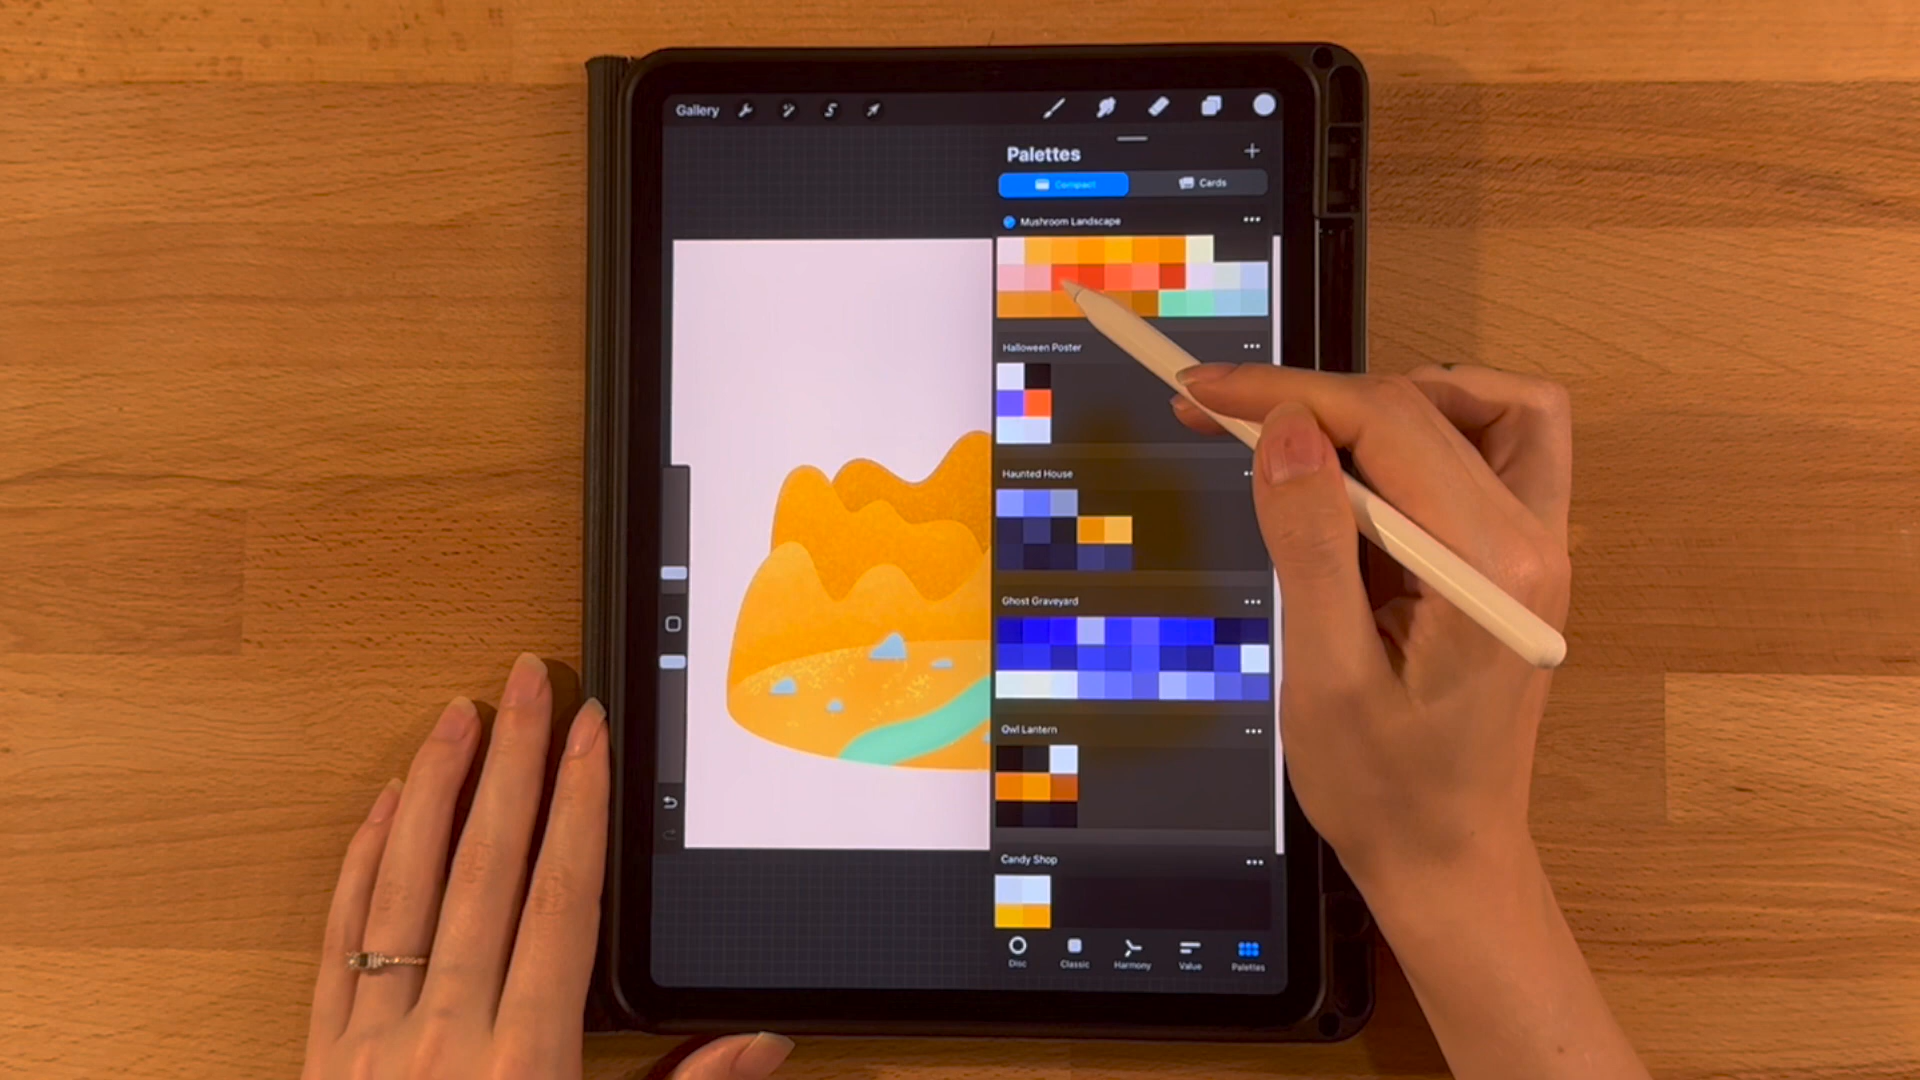 Gallery
Palettes
Compact
Cards
Mushroom Landscape
Halloween Poster
Haunted House
Ghost Graveyard
Owl Lantern
Candy Shop
Disc Classic Harmony Value Palettes